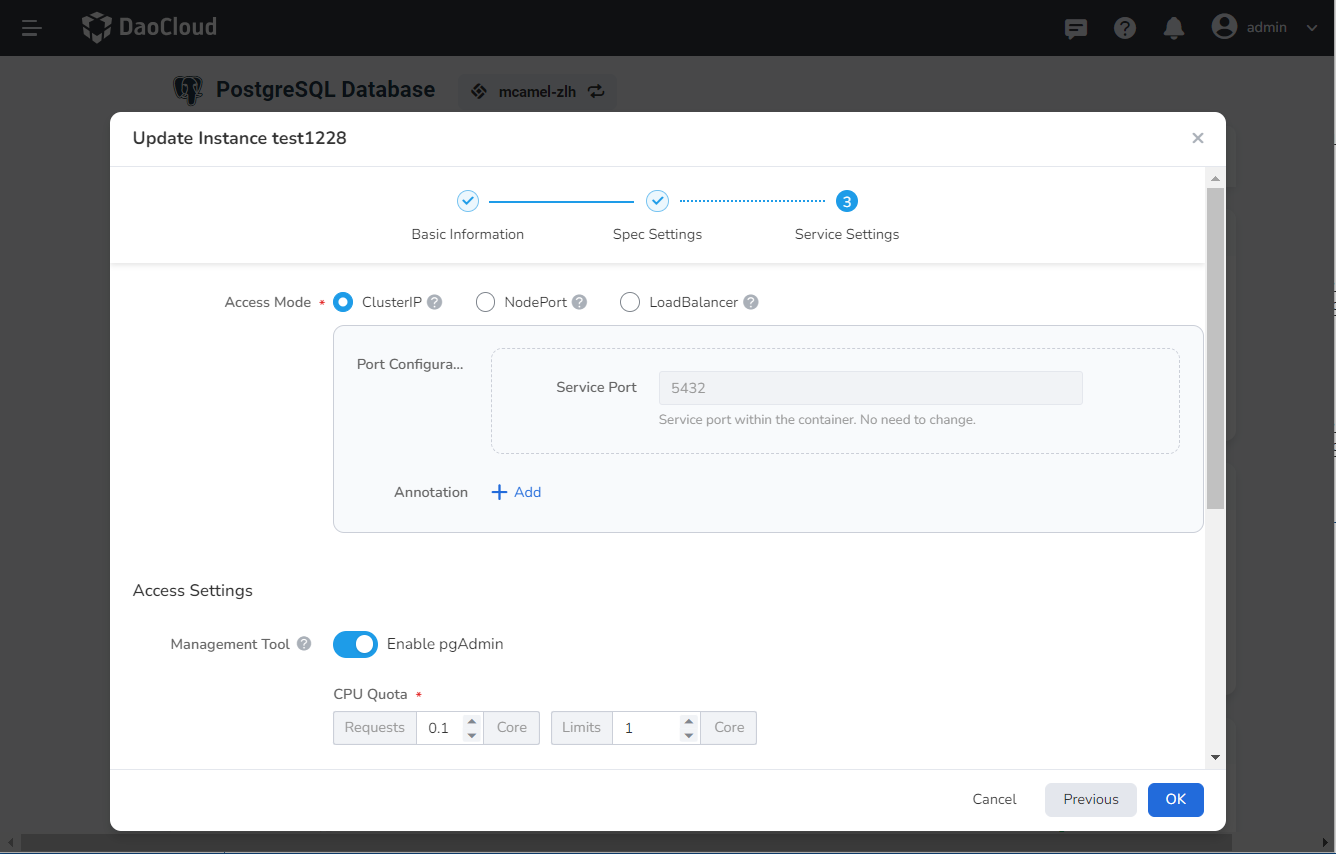 DaoCloud
admin
PostgreSQL Database
mcamel-zlh
Update Instance test1228
3
Basic Information
Spec Settings
Service Settings
Access Mode *
ClusterIP ?
NodePort ?
LoadBalancer ?
Port Configura...
Service Port
5432
Service port within the container. No need to change.
Annotation
+ Add
Access Settings
Management Tool ?
Enable pgAdmin
CPU Quota *
Requests 0.1 Core
Limits 1 Core
Cancel
Previous
OK